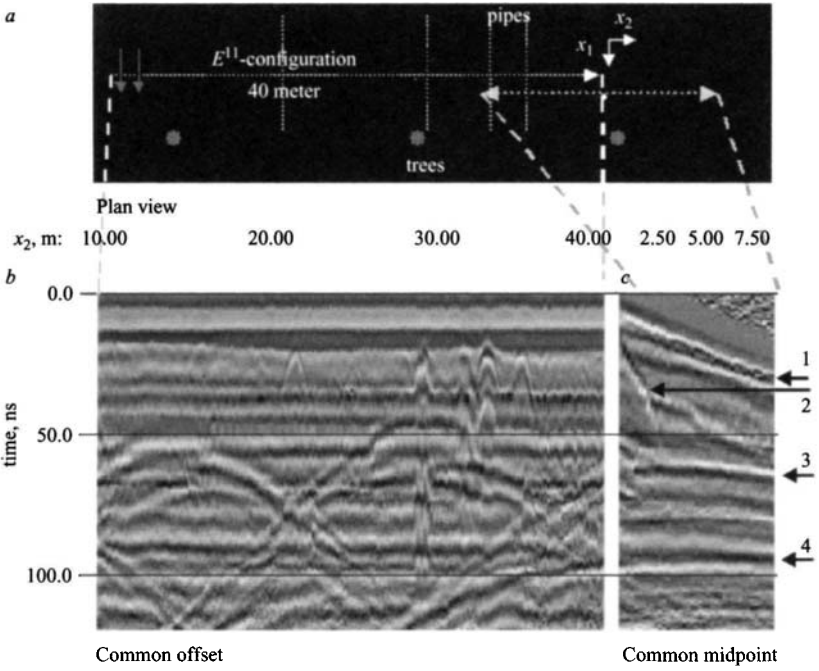 a
pipes
x2
x1
E11-configuration
40 meter
trees
Plan view
x2, m: 10.00 20.00 30.00 40.00 2.50 5.00 7.50
b
c
0.0
50.0
100.0
time, ns
1
2
3
4
Common offset Common midpoint